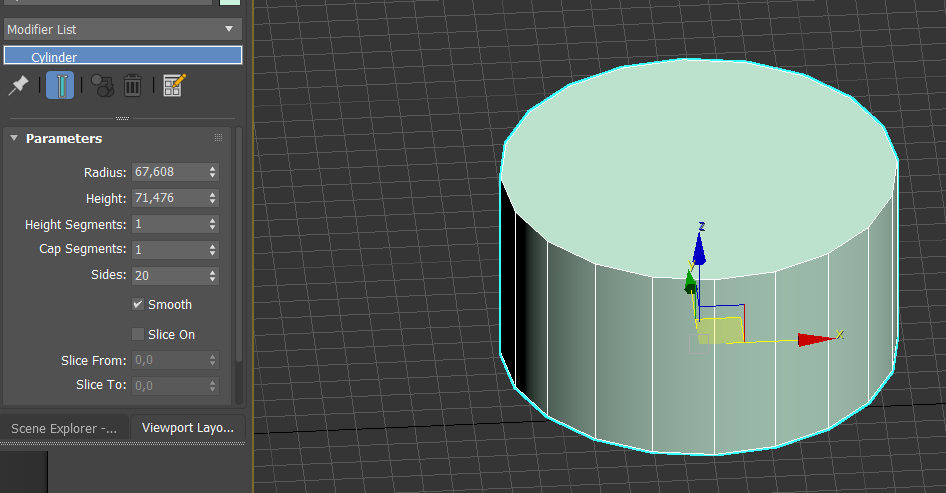 Modifier List
Cylinder
Parameters
Radius: 67,608
Height: 71,476
Height Segments: 1
Cap Segments: 1
Sides: 20
Smooth
Slice On
Slice From: 0,0
Slice To: 0,0
Scene Explorer -...
Viewport Layo...
z
y
x